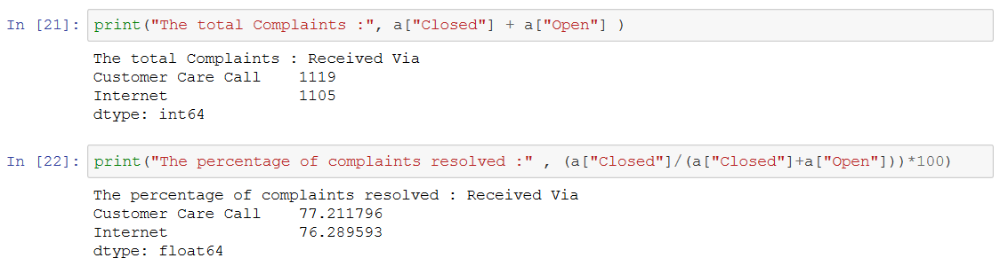 In [21]: print("The total Complaints :", a["Closed"] + a["Open"] )
The total Complaints : Received Via
Customer Care Call    1119
Internet              1105
dtype: int64
In [22]: print("The percentage of complaints resolved :" , (a["Closed"]/(a["Closed"]+a["Open"]))*100)
The percentage of complaints resolved : Received Via
Customer Care Call    77.211796
Internet              76.289593
dtype: float64